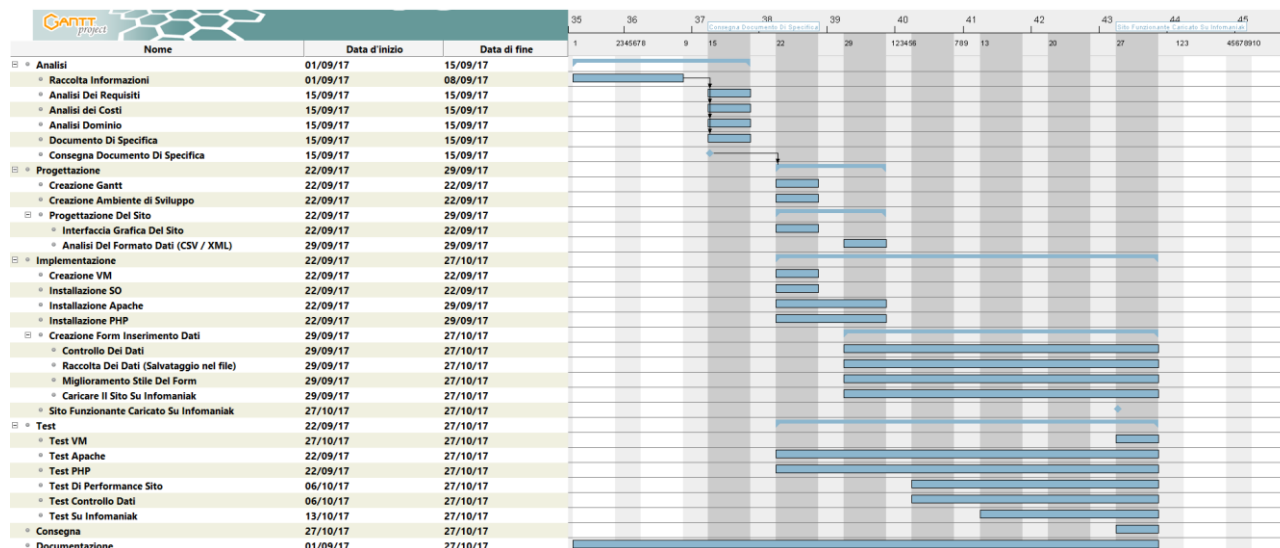 GANTT project
35 36 37 38 39 40 41 42 43 44 45
Consegna Documento Di Specifica Sito Funzionante Caricato Su Infomaniak
Nome Data d'inizio Data di fine 1 2345678 9 15 22 29 123456 789 13 20 27 123 45678910
Analisi 01/09/17 15/09/17
Raccolta Informazioni 01/09/17 08/09/17
Analisi Dei Requisiti 15/09/17 15/09/17
Analisi dei Costi 15/09/17 15/09/17
Analisi Dominio 15/09/17 15/09/17
Documento Di Specifica 15/09/17 15/09/17
Consegna Documento Di Specifica 15/09/17 15/09/17
Progettazione 22/09/17 29/09/17
Creazione Gantt 22/09/17 22/09/17
Creazione Ambiente di Sviluppo 22/09/17 22/09/17
Progettazione Del Sito 22/09/17 29/09/17
Interfaccia Grafica Del Sito 22/09/17 22/09/17
Analisi Del Formato Dati (CSV / XML) 29/09/17 29/09/17
Implementazione 22/09/17 27/10/17
Creazione VM 22/09/17 22/09/17
Installazione SO 22/09/17 22/09/17
Installazione Apache 22/09/17 29/09/17
Installazione PHP 22/09/17 29/09/17
Creazione Form Inserimento Dati 29/09/17 27/10/17
Controllo Dei Dati 29/09/17 27/10/17
Raccolta Dei Dati (Salvataggio nel file) 29/09/17 27/10/17
Miglioramento Stile Del Form 29/09/17 27/10/17
Caricare Il Sito Su Infomaniak 29/09/17 27/10/17
Sito Funzionante Caricato Su Infomaniak 27/10/17 27/10/17
Test 22/09/17 27/10/17
Test VM 27/10/17 27/10/17
Test Apache 22/09/17 27/10/17
Test PHP 22/09/17 27/10/17
Test Di Performance Sito 06/10/17 27/10/17
Test Controllo Dati 06/10/17 27/10/17
Test Su Infomaniak 13/10/17 27/10/17
Consegna 27/10/17 27/10/17
Documentazione 01/09/17 27/10/17